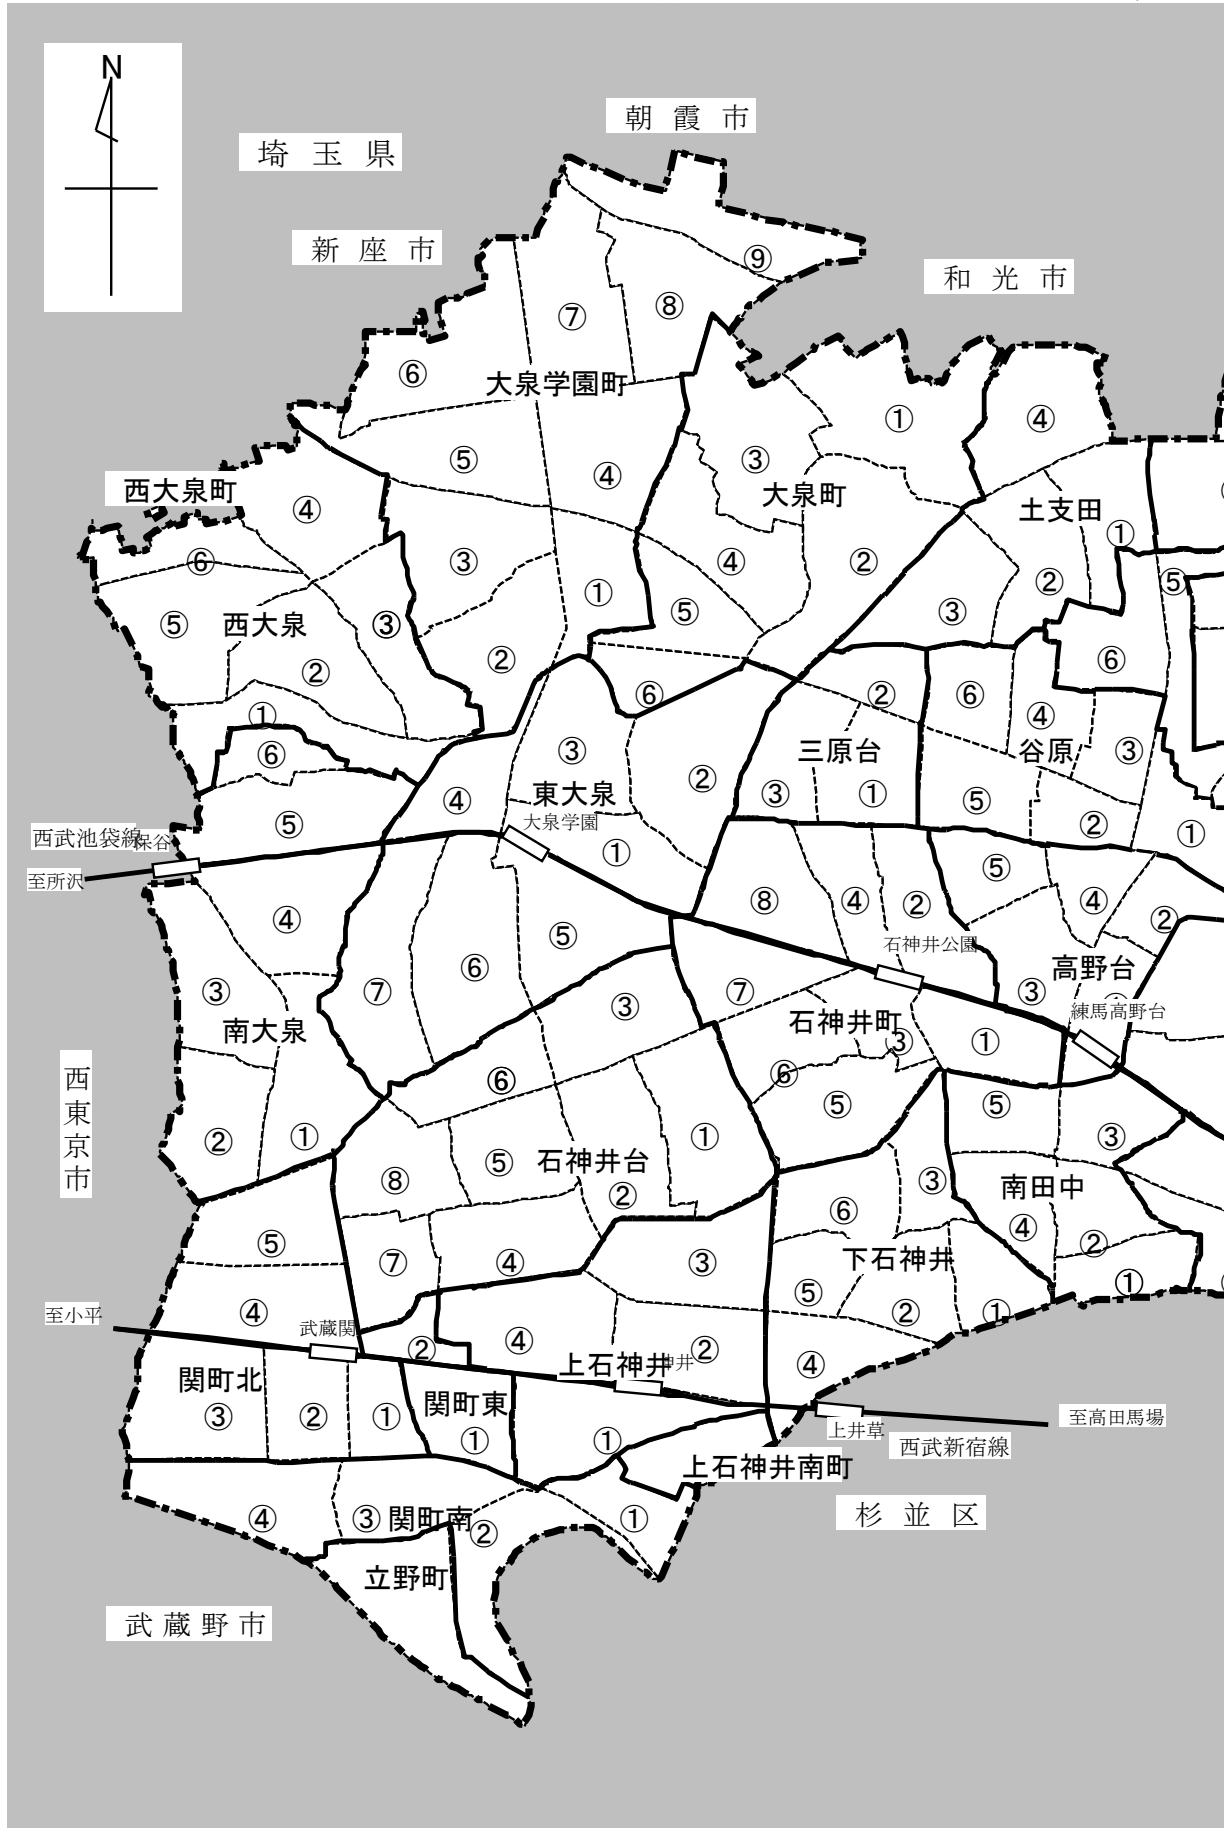 N
朝霞市
埼玉県
新座市
和光市
⑨
⑧
⑦
⑥
大泉学園町
①
④
⑤
④
③
大泉町
西大泉町
④
土支田
①
⑥
③
④
②
②
⑤
①
⑤
③
⑤
西大泉
③
②
②
⑥
⑥
②
⑥
①
④
⑥
③
三原台
谷原
③
②
④
東大泉
③
①
⑤
②
①
⑤
大泉学園
①
西武池袋線
保谷
至所沢
⑤
④
②
⑧
④
②
④
⑤
石神井公園
高野台
⑥
③
⑦
⑦
③
③
石神井町
練馬高野台
南大泉
③
①
西東京市
⑥
⑥
⑤
⑤
②
①
①
③
⑤
石神井台
⑧
②
③
南田中
⑥
④
②
⑤
⑦
④
③
下石神井
①
⑤
②
①
至小平
④
武蔵関
②
④
②
上石神井
神井
④
関町北
③
②
①
関町東
①
①
上井草
至高田馬場
西武新宿線
上石神井南町
④
③
関町南
②
①
杉並区
立野町
武蔵野市